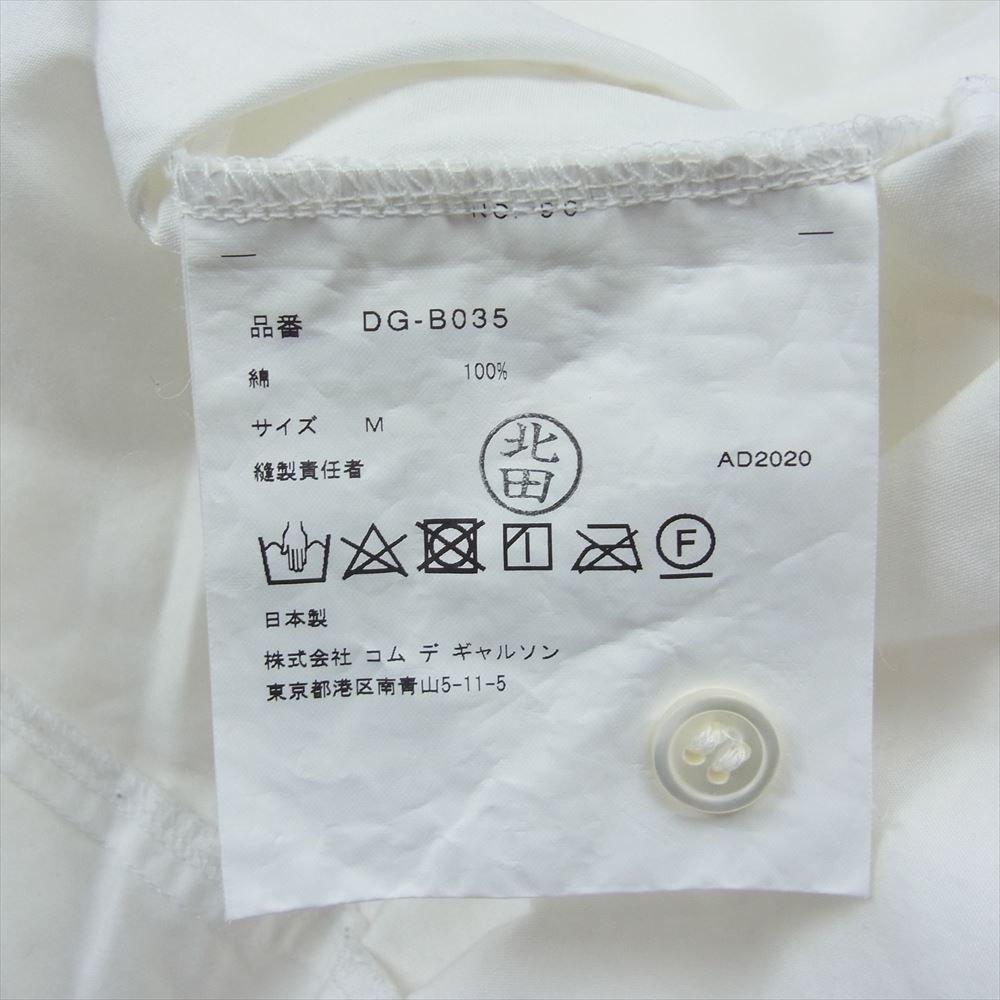 品番 DG-B035
綿 100%
サイズ M
北田
縫製責任者 AD2020
F
日本製
株式会社 コム デ ギャルソン
東京都港区南青山5-11-5